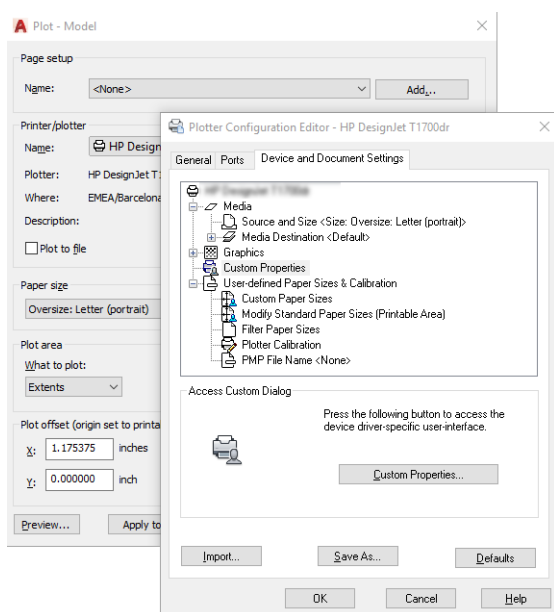 Plot - Model
Page setup
Name:
<None>
Add...
Printer/plotter
Name:
HP Design
Plotter:
HP DesignJet T1
Where:
EMEA/Barcelona
Description:
Plot to file
Paper size
Oversize: Letter (portrait)
Plot area
What to plot:
Extents
Plot offset (origin set to printa
X:
1.175375
inches
Y:
0.000000
inch
Preview...
Apply to
Plotter Configuration Editor - HP DesignJet T1700dr
General
Ports
Device and Document Settings
Media
Source and Size <Size: Oversize: Letter (portrait)>
Media Destination <Default>
Graphics
Custom Properties
User-defined Paper Sizes & Calibration
Custom Paper Sizes
Modify Standard Paper Sizes (Printable Area)
Filter Paper Sizes
Plotter Calibration
PMP File Name <None>
Access Custom Dialog
Press the following button to access the
device driver-specific user-interface.
Custom Properties...
Import...
Save As...
Defaults
OK
Cancel
Help